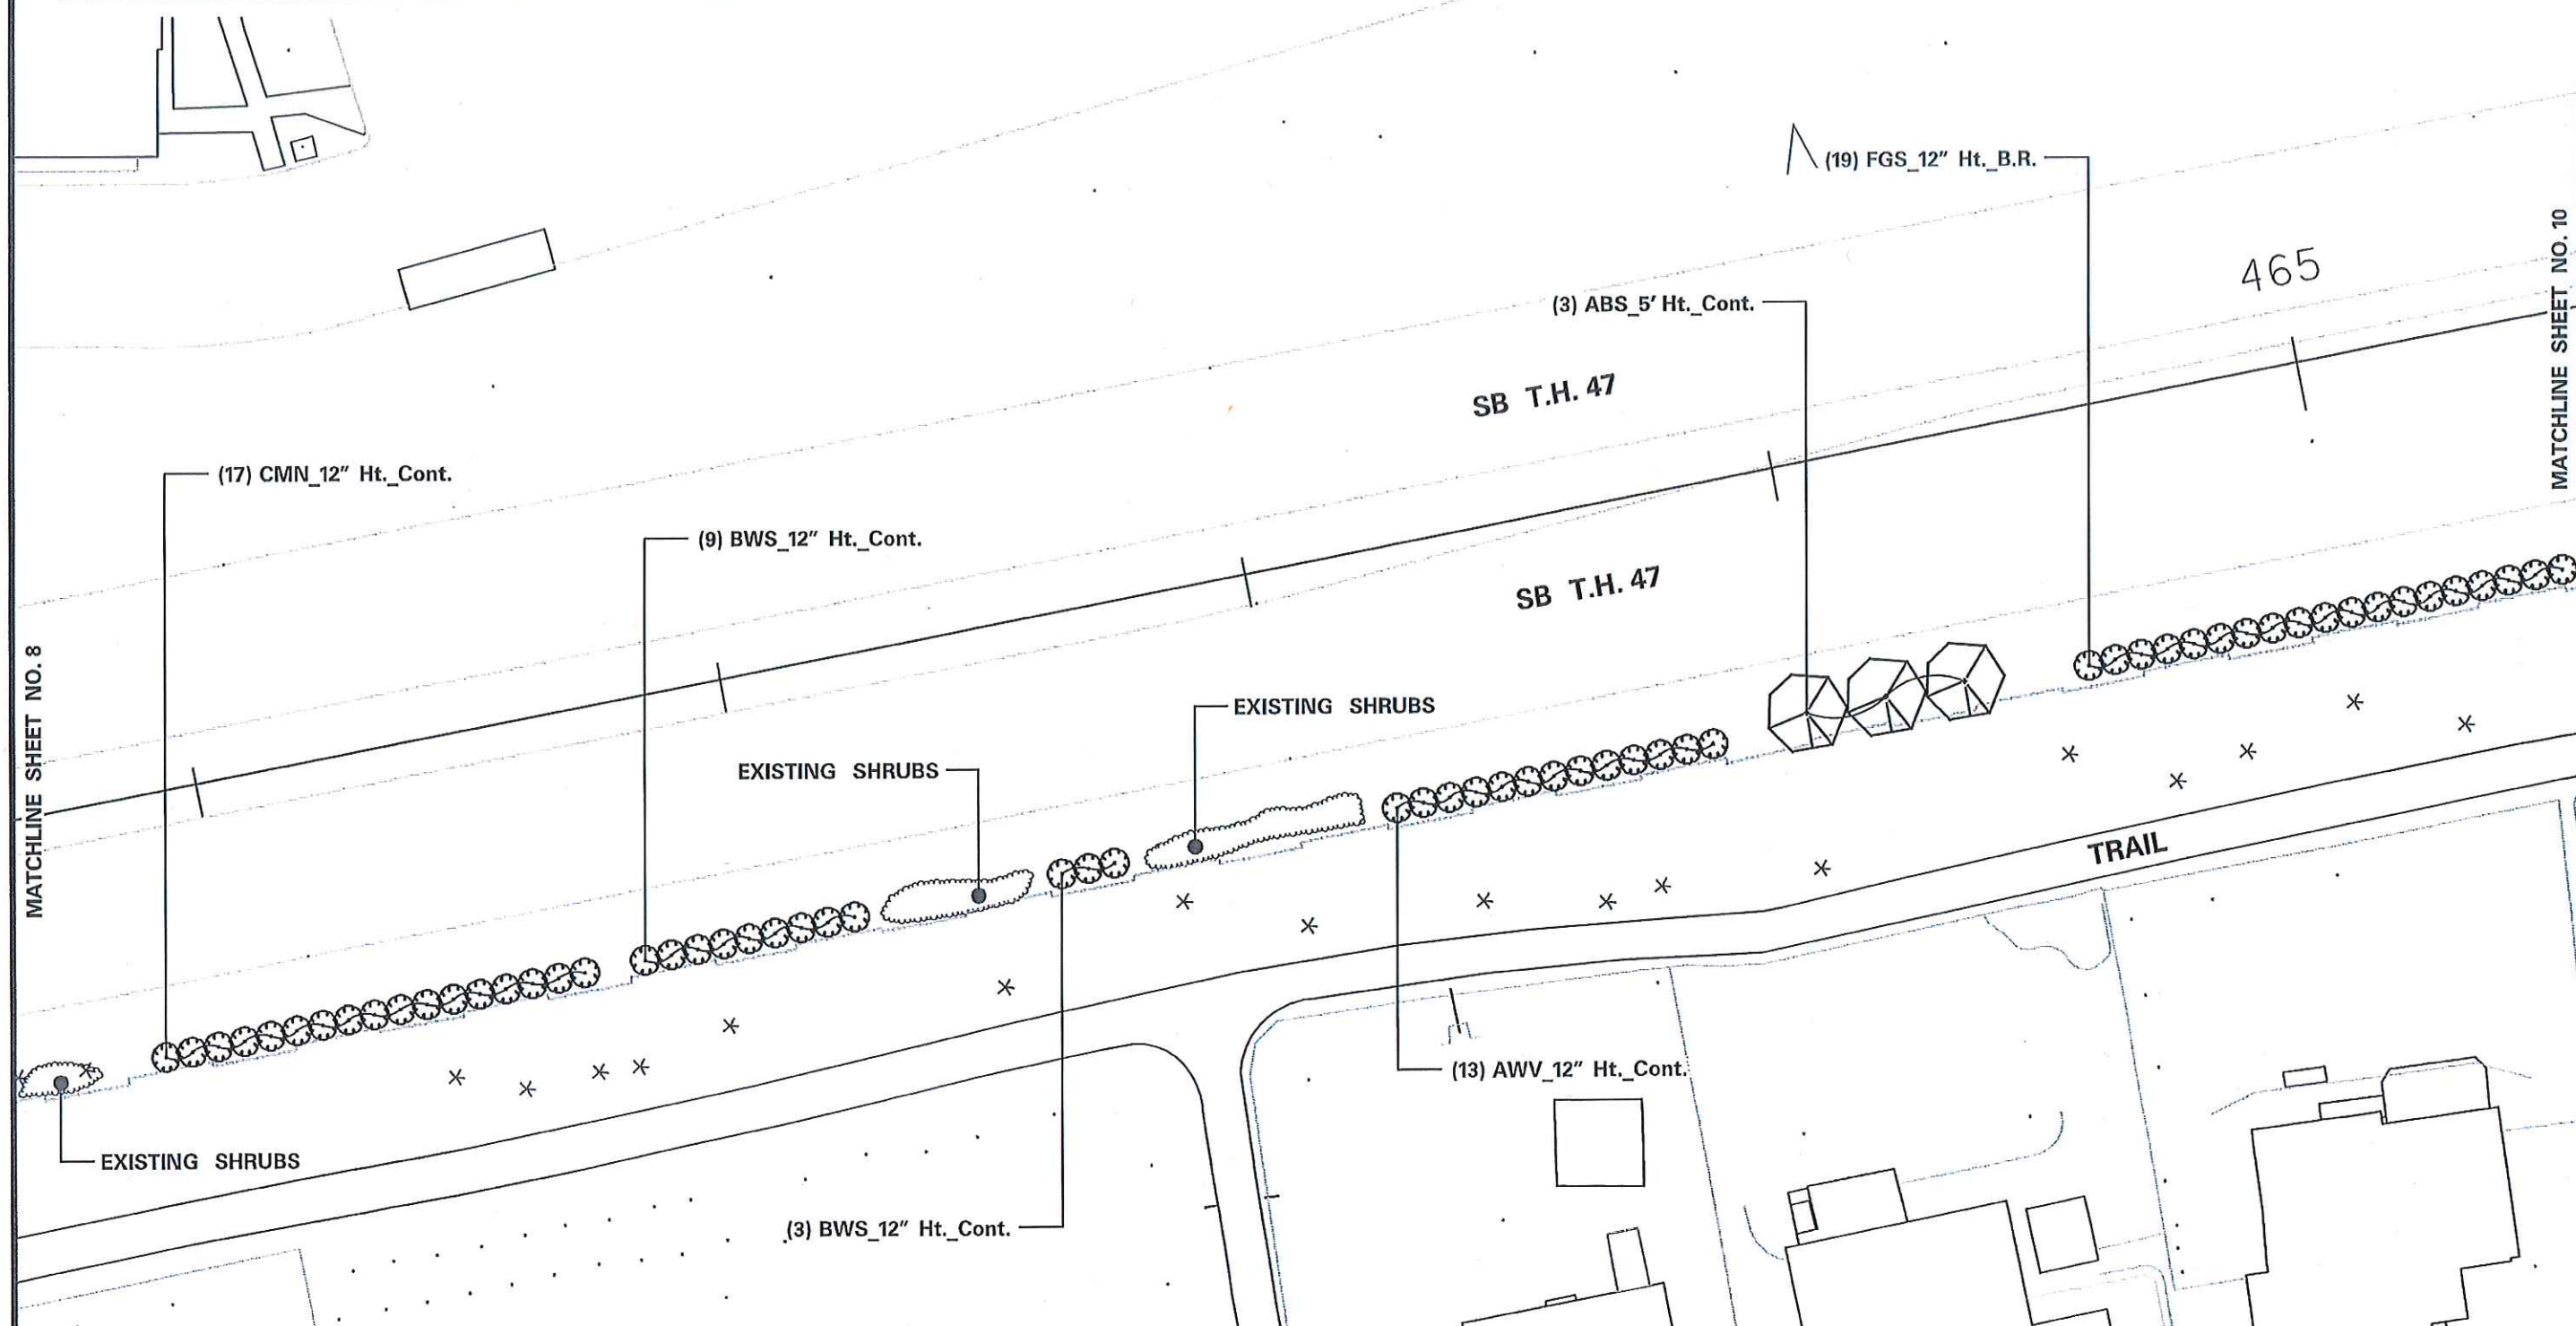 (19) FGS_12" Ht._B.R.
465
MATCHLINE SHEET NO. 10
(3) ABS_5' Ht._Cont.
SB T.H. 47
(17) CMN_12" Ht._Cont.
(9) BWS_12" Ht._Cont.
SB T.H. 47
MATCHLINE SHEET NO. 8
EXISTING SHRUBS
EXISTING SHRUBS
TRAIL
(13) AWV_12" Ht._Cont.
EXISTING SHRUBS
(3) BWS_12" Ht._Cont.